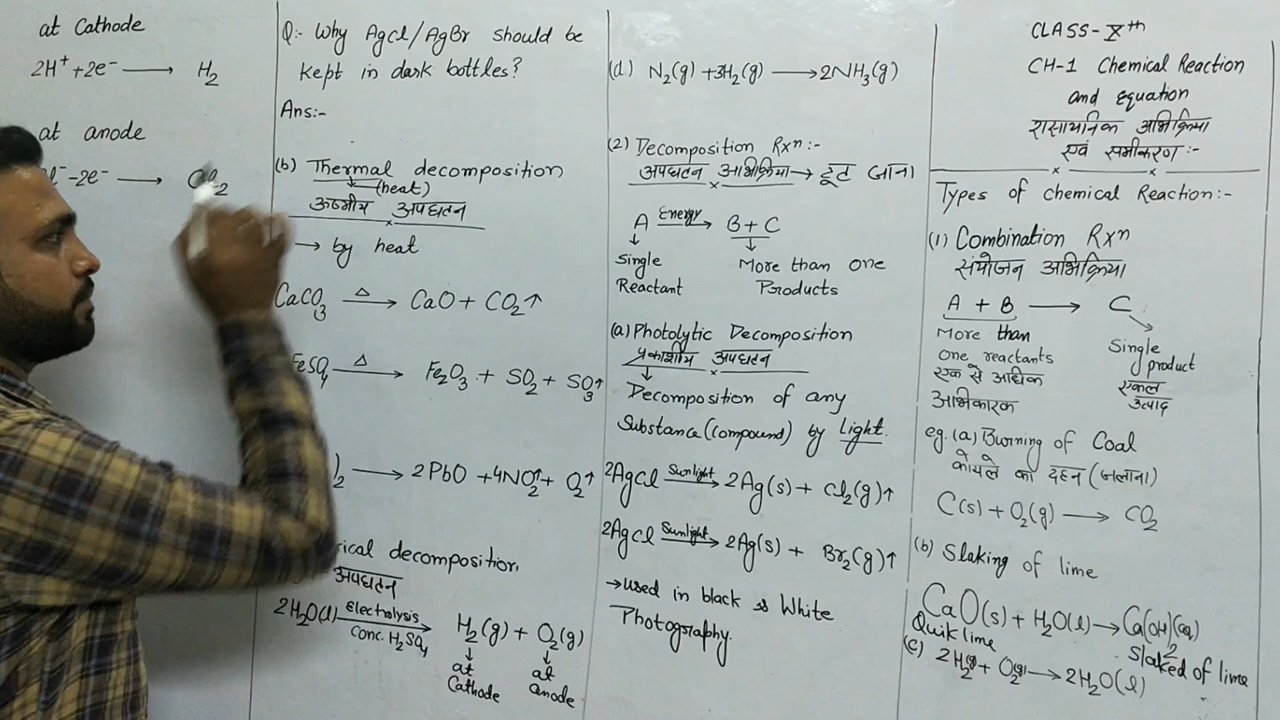 CLASS-Xth
CH-1 Chemical Reaction
and Equation
रासायनिक अभिक्रिया
एवं समीकरण:-
Types of chemical Reaction:-
(1) Combination Rxⁿ
संयोजन अभिक्रिया
A + B ⟶ C
More than
one reactants
एक से अधिक
अभिकारक
Single
product
एकल
उत्पाद
eg. (a) Burning of Coal
कोयले का दहन (जलाना)
C(s) + O₂(g) ⟶ CO₂
(b) Slaking of lime
CaO(s) + H₂O(l) ⟶ Ca(OH)₂(aq)
Quik lime
Slaked of lime
(c) 2H₂(g) + O₂(g) ⟶ 2H₂O(l)
(d) N₂(g) + 3H₂(g) ⟶ 2NH₃(g)
(2) Decomposition Rxⁿ:-
अपघटन अभिक्रिया → टूट जाना
A Energy⟶ B + C
Single
Reactant
More than one
Products
(a) Photolytic Decomposition
प्रकाशीय अपघटन
Decomposition of any
Substance (compound) by Light.
2Agcl Sunlight⟶ 2Ag(s) + Cl₂(g)↑
2Agcl Sunlight⟶ 2Ag(s) + Br₂(g)↑
→ used in black & White
Photography.
Q:- Why Agcl/AgBr should be
kept in dark bottles?
Ans:-
(b) Thermal decomposition
(heat)
ऊष्मीय अपघटन
→ by heat
CaCO₃ Δ⟶ CaO + CO₂↑
FeSO₄ Δ⟶ Fe₂O₃ + SO₂ + SO₃↑
)₂ ⟶ 2PbO + 4NO₂↑ + O₂↑
rical decomposition
अपघटन
2H₂O(l) Electrolysis⟶ H₂(g) + O₂(g)
Conc. H₂SO₄
at
Cathode
at
anode
at Cathode
2H⁺ + 2e⁻ ⟶ H₂
at anode
l⁻ - 2e⁻ ⟶ Cl₂